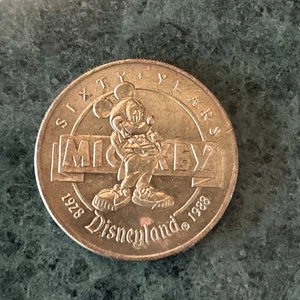 SIXTY • YEARS
MICKEY
1928 Disneyland® 1988